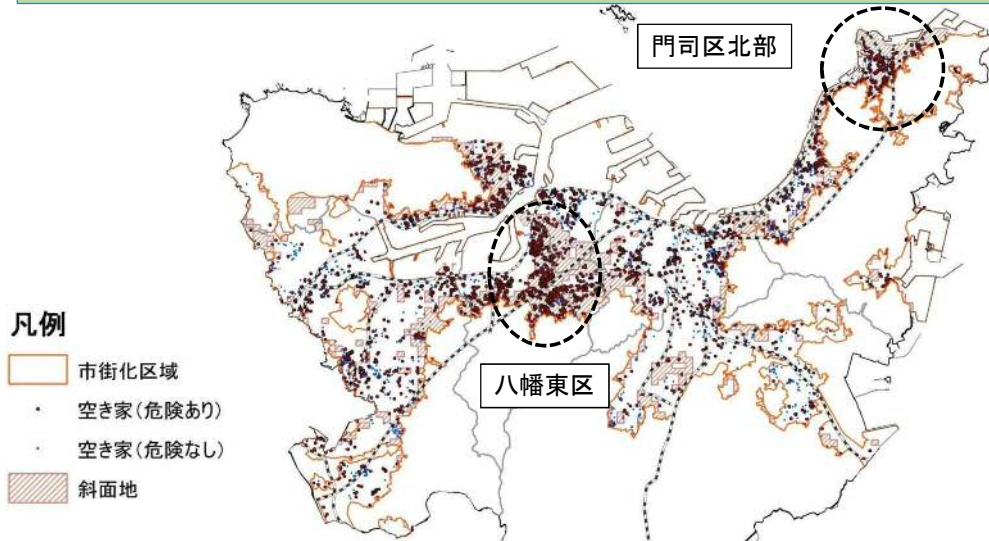 門司区北部
八幡東区
凡例
市街化区域
空き家(危険あり)
空き家(危険なし)
斜面地